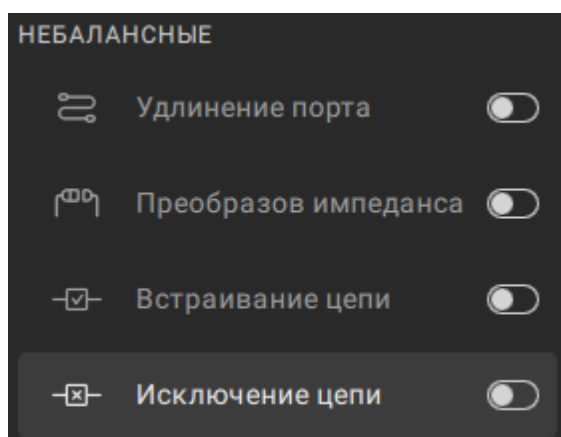 НЕБАЛАНСНЫЕ
Удлинение порта
Преобразов импеданса
Встраивание цепи
Исключение цепи